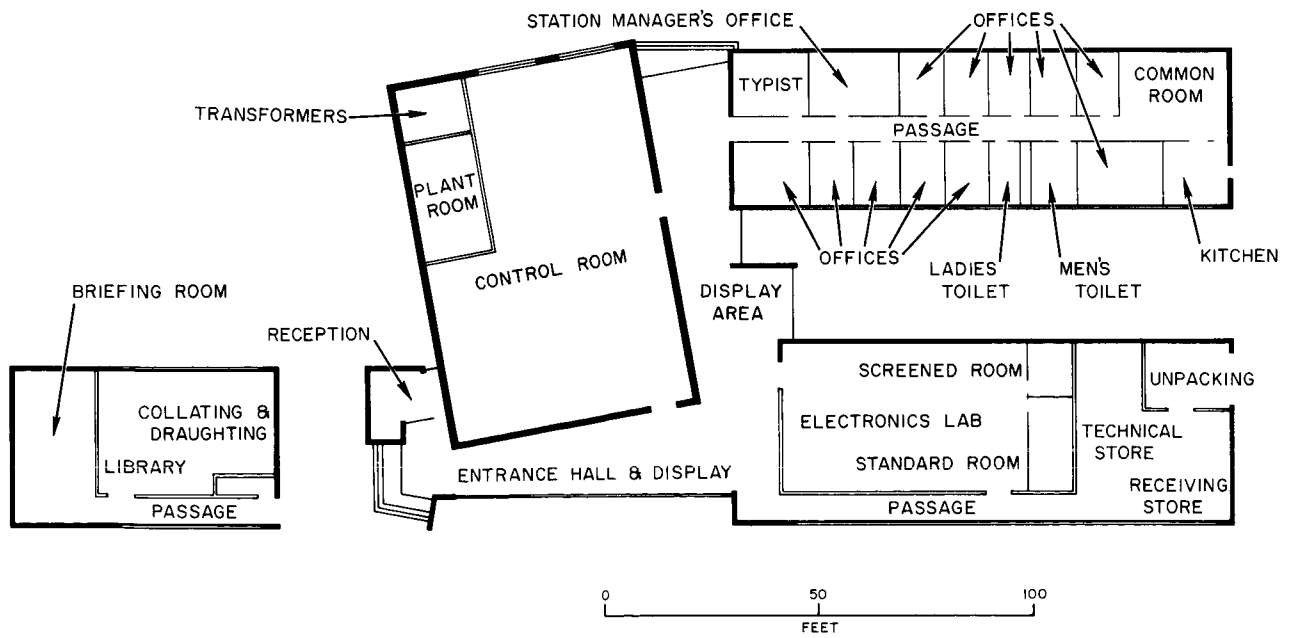 STATION MANAGER'S OFFICE
OFFICES
TYPIST
COMMON
ROOM
TRANSFORMERS
PASSAGE
PLANT
ROOM
CONTROL ROOM
OFFICES
LADIES
TOILET
MEN'S
TOILET
KITCHEN
BRIEFING ROOM
DISPLAY
AREA
RECEPTION
COLLATING &
DRAUGHTING
LIBRARY
PASSAGE
SCREENED ROOM
UNPACKING
ELECTRONICS LAB
TECHNICAL
STORE
STANDARD ROOM
ENTRANCE HALL & DISPLAY
RECEIVING
STORE
PASSAGE
0 50 100
FEET